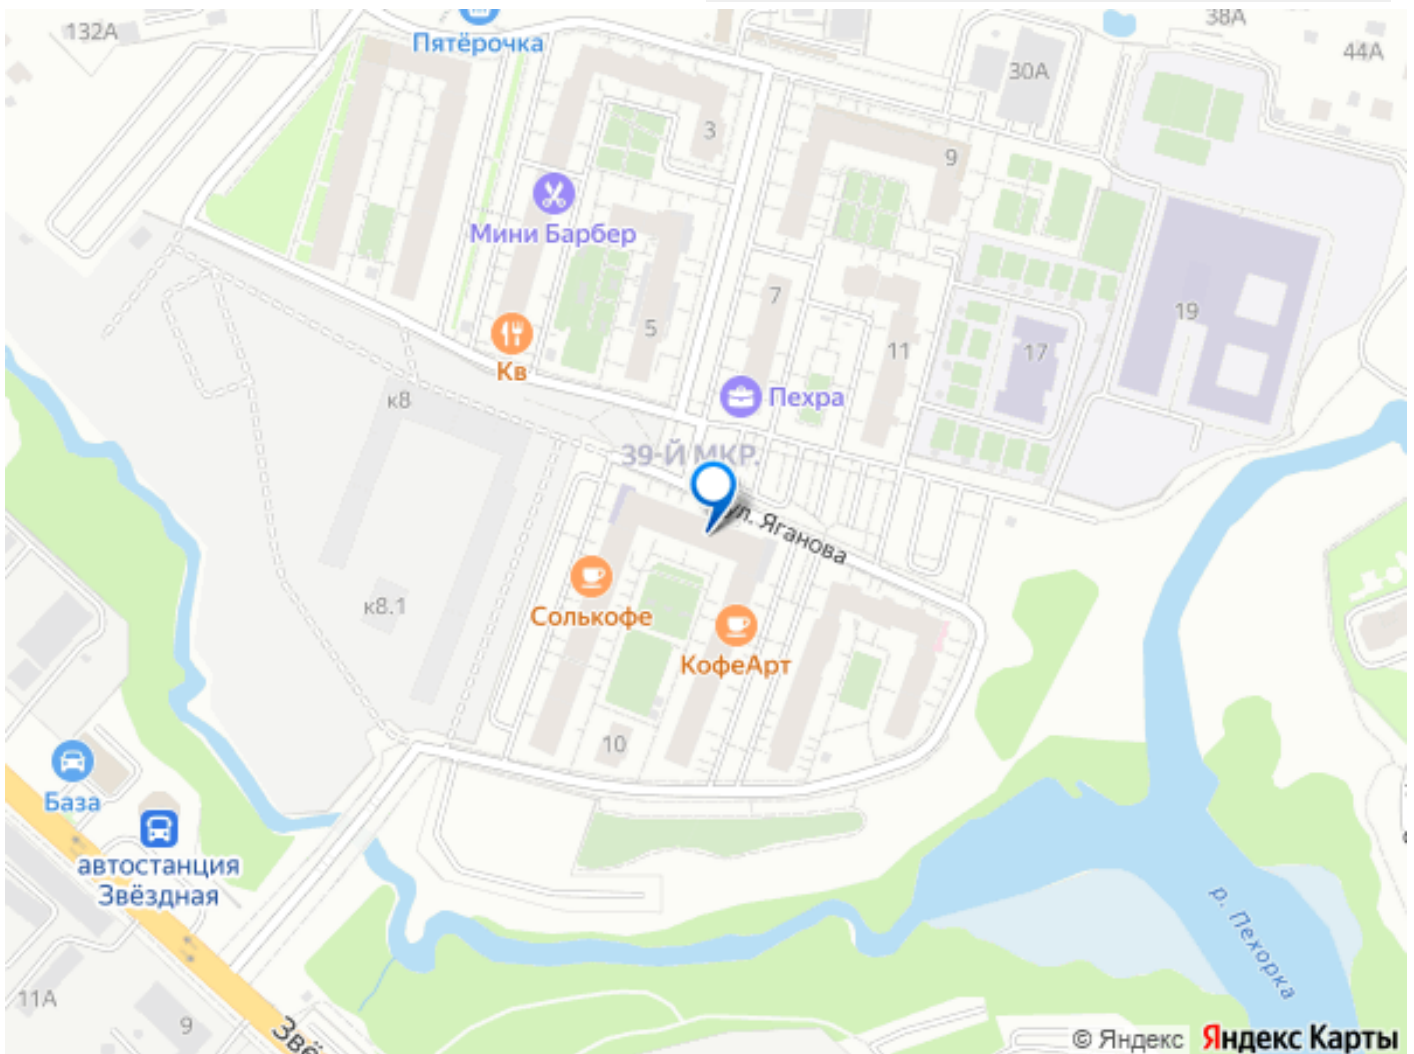 38А
132А
Пятёрочка
44А
30А
3
9
Мини Барбер
7
19
5
11
17
Кв
Пехра
к8
39-Й МКР.
ул. Яганова
к8.1
Солькофе
КофеАрт
10
База
автостанция
Звёздная
р. Пехорка
11А
9
© Яндекс Яндекс Карты